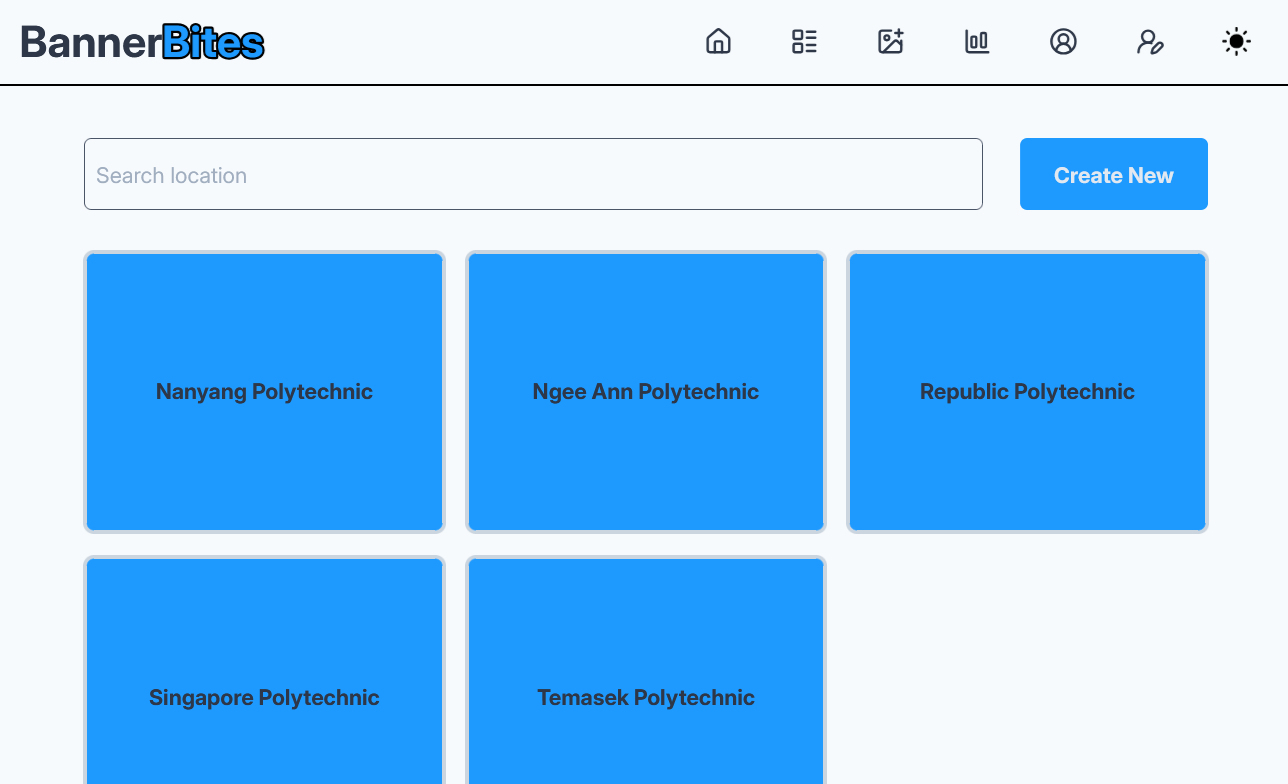 BannerBites
Search location
Create New
Nanyang Polytechnic
Ngee Ann Polytechnic
Republic Polytechnic
Singapore Polytechnic
Temasek Polytechnic